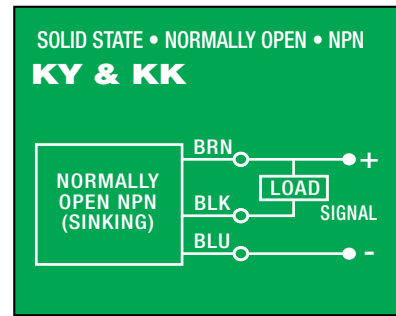 SOLID STATE • NORMALLY OPEN • NPN
KY & KK
BRN
+
NORMALLY
OPEN NPN
(SINKING)
LOAD
BLK
SIGNAL
BLU
-